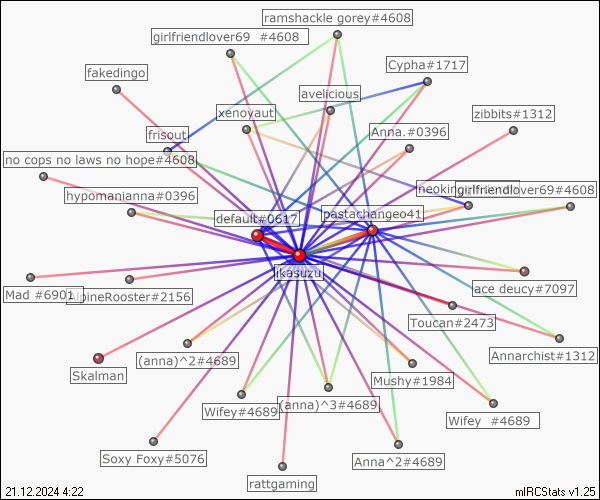 ramshackle gorey#4608
girlfriendlover69 #4608
Cypha#1717
fakedingo
avelicious
xenoyaut
zibbits#1312
Anna.#0396
frisout
no cops no laws no hope#4608
hypomanianna#0396
girlfriendlover69#4608
default#0617
pastachangeo41
ikasuzu
ace deucy#7097
Mad #6901
AlpineRooster#2156
Toucan#2473
Annarchist#1312
(anna)^2#4689
Skalman
Mushy#1984
Wifey#4689
(anna)^3#4689
Wifey #4689
Soxy Foxy#5076
Anna^2#4689
rattgaming
21.12.2024 4:22
mIRCStats v1.25